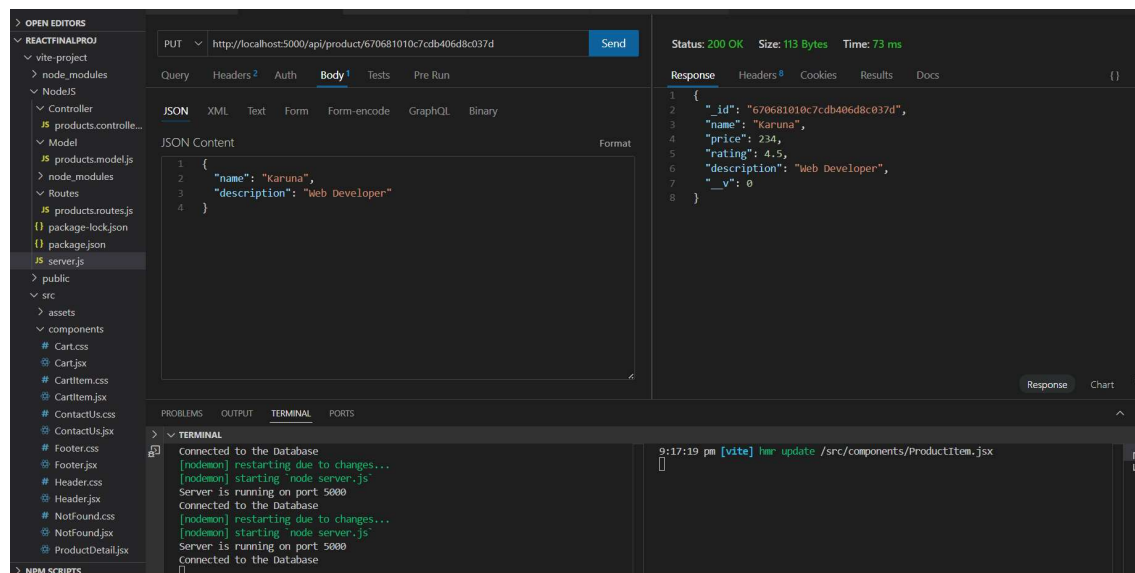 OPEN EDITORS
REACTFINALPROJ
vite-project
node_modules
NodeJS
Controller
JS products.controlle...
Model
JS products.model.js
node_modules
Routes
JS products.routes.js
{} package-lock.json
{} package.json
JS server.js
public
src
assets
components
# Cart.css
Cart.jsx
# CartItem.css
CartItem.jsx
# ContactUs.css
ContactUs.jsx
# Footer.css
Footer.jsx
# Header.css
Header.jsx
# NotFound.css
NotFound.jsx
ProductDetail.jsx
NPM SCRIPTS
PUT http://localhost:5000/api/product/670681010c7cdb406d8c037d Send
Query Headers 2 Auth Body 1 Tests Pre Run
JSON XML Text Form Form-encode GraphQL Binary
JSON Content Format
1 {
2 "name": "Karuna",
3 "description": "Web Developer"
4 }
Status: 200 OK Size: 113 Bytes Time: 73 ms
Response Headers 8 Cookies Results Docs {}
1 {
2 "_id": "670681010c7cdb406d8c037d",
3 "name": "Karuna",
4 "price": 234,
5 "rating": 4.5,
6 "description": "Web Developer",
7 "__v": 0
8 }
Response Chart
PROBLEMS OUTPUT TERMINAL PORTS
TERMINAL
Connected to the Database
[nodemon] restarting due to changes...
[nodemon] starting `node server.js`
Server is running on port 5000
Connected to the Database
[nodemon] restarting due to changes...
[nodemon] starting `node server.js`
Server is running on port 5000
Connected to the Database
9:17:19 pm [vite] hmr update /src/components/ProductItem.jsx